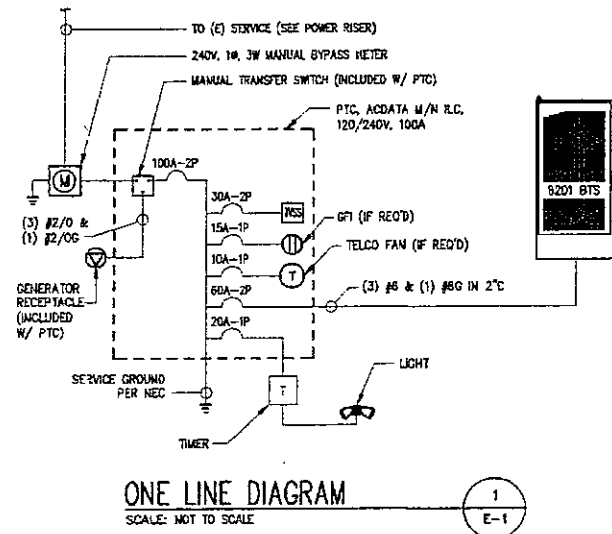 TO (E) SERVICE (SEE POWER RISER)
240V, 1Ø, 3W MANUAL BYPASS METER
MANUAL TRANSFER SWITCH (INCLUDED W/ PTC)
PTC, ACDATA M/N R.C.
120/240V, 100A
100A-2P
M
30A-2P
15A-1P
GFI (IF REQ'D)
10A-1P
T
TELCO FAN (IF REQ'D)
60A-2P
(3) #6 & (1) #8G IN 2"C
20A-1P
8201 BTS
(3) #2/0 &
(1) #2/0G
GENERATOR
RECEPTACLE
(INCLUDED
W/ PTC)
SERVICE GROUND
PER NEC
T
TIMER
LIGHT
ONE LINE DIAGRAM
SCALE: NOT TO SCALE
1
E-1